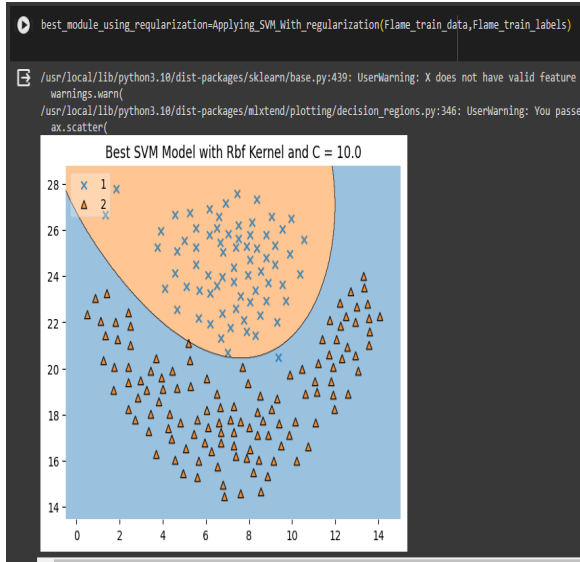 best_module_using_reqularization=Applying_SVM_With_regularization(Flame_train_data,Flame_train_labels)
/usr/local/lib/python3.10/dist-packages/sklearn/base.py:439: UserWarning: X does not have valid feature
warnings.warn(
/usr/local/lib/python3.10/dist-packages/mlxtend/plotting/decision_regions.py:346: UserWarning: You passe
ax.scatter(
Best SVM Model with Rbf Kernel and C = 10.0
1
2
28
26
24
22
20
18
16
14
0 2 4 6 8 10 12 14